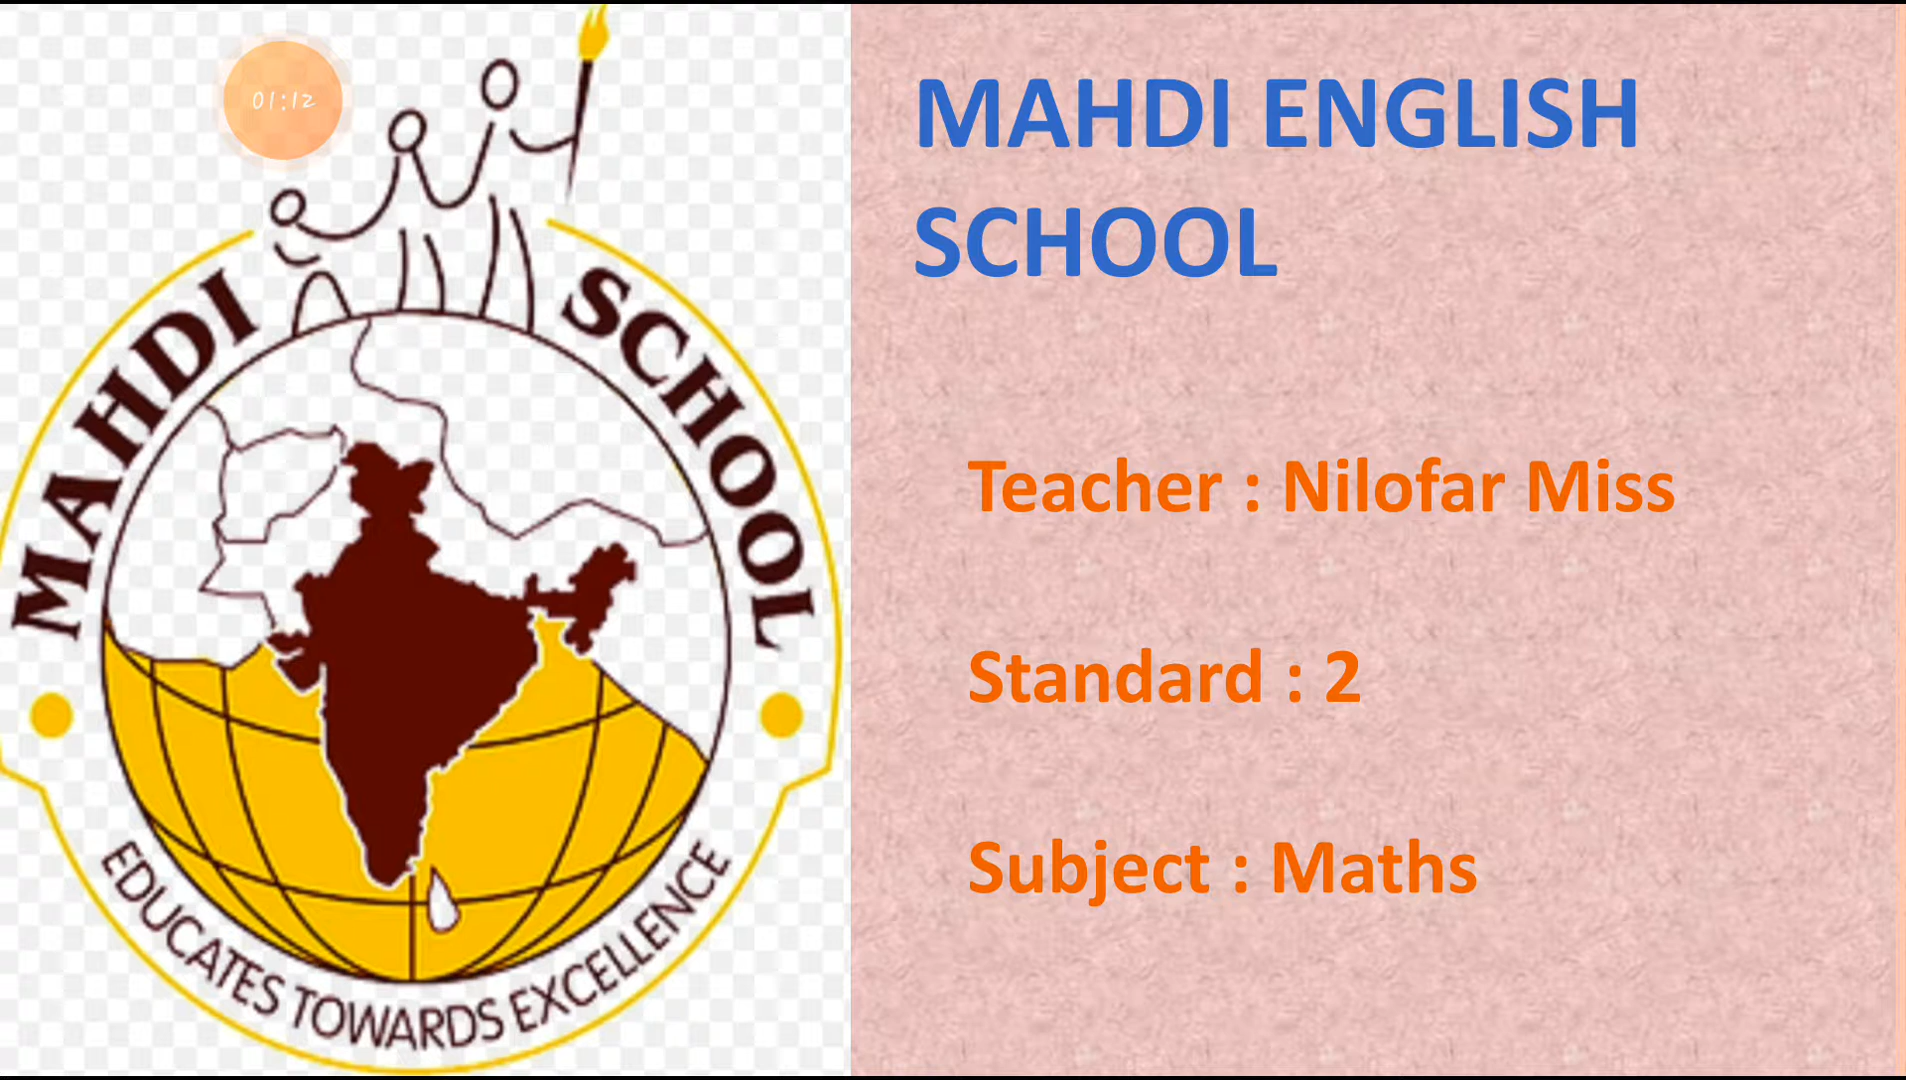 01:12
MAHDI SCHOOL
EDUCATES TOWARDS EXCELLENCE
MAHDI ENGLISH
SCHOOL
Teacher : Nilofar Miss
Standard : 2
Subject : Maths